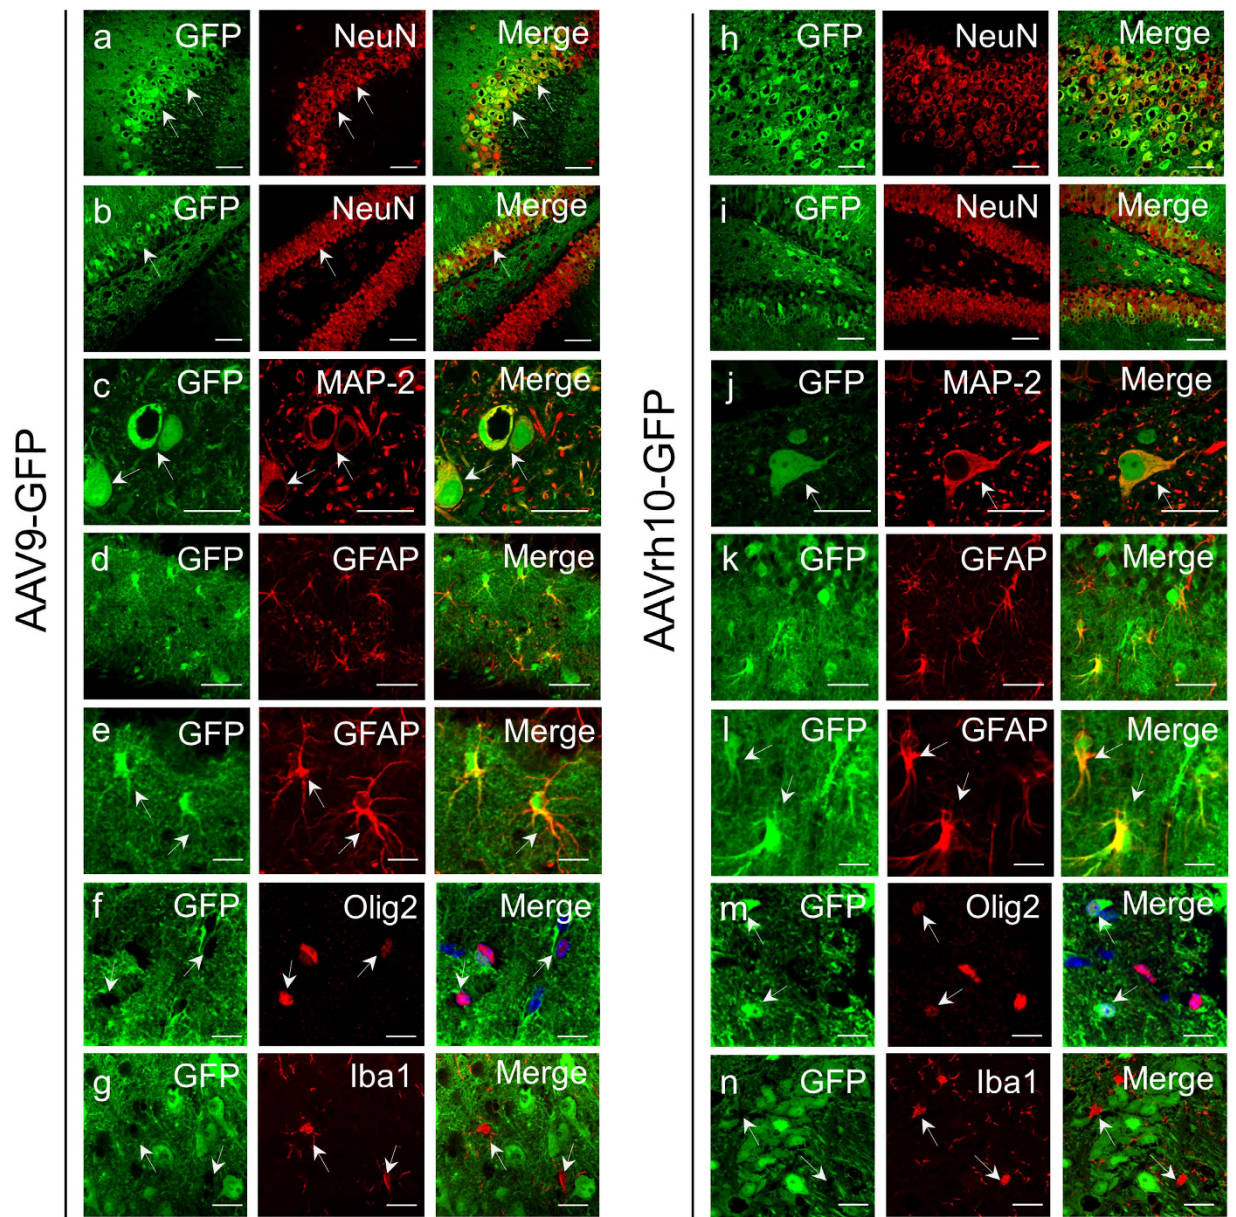 AAV9-GFP
a GFP NeuN Merge
b GFP NeuN Merge
c GFP MAP-2 Merge
d GFP GFAP Merge
e GFP GFAP Merge
f GFP Olig2 Merge
g GFP Iba1 Merge
AAVrh10-GFP
h GFP NeuN Merge
i GFP NeuN Merge
j GFP MAP-2 Merge
k GFP GFAP Merge
l GFP GFAP Merge
m GFP Olig2 Merge
n GFP Iba1 Merge